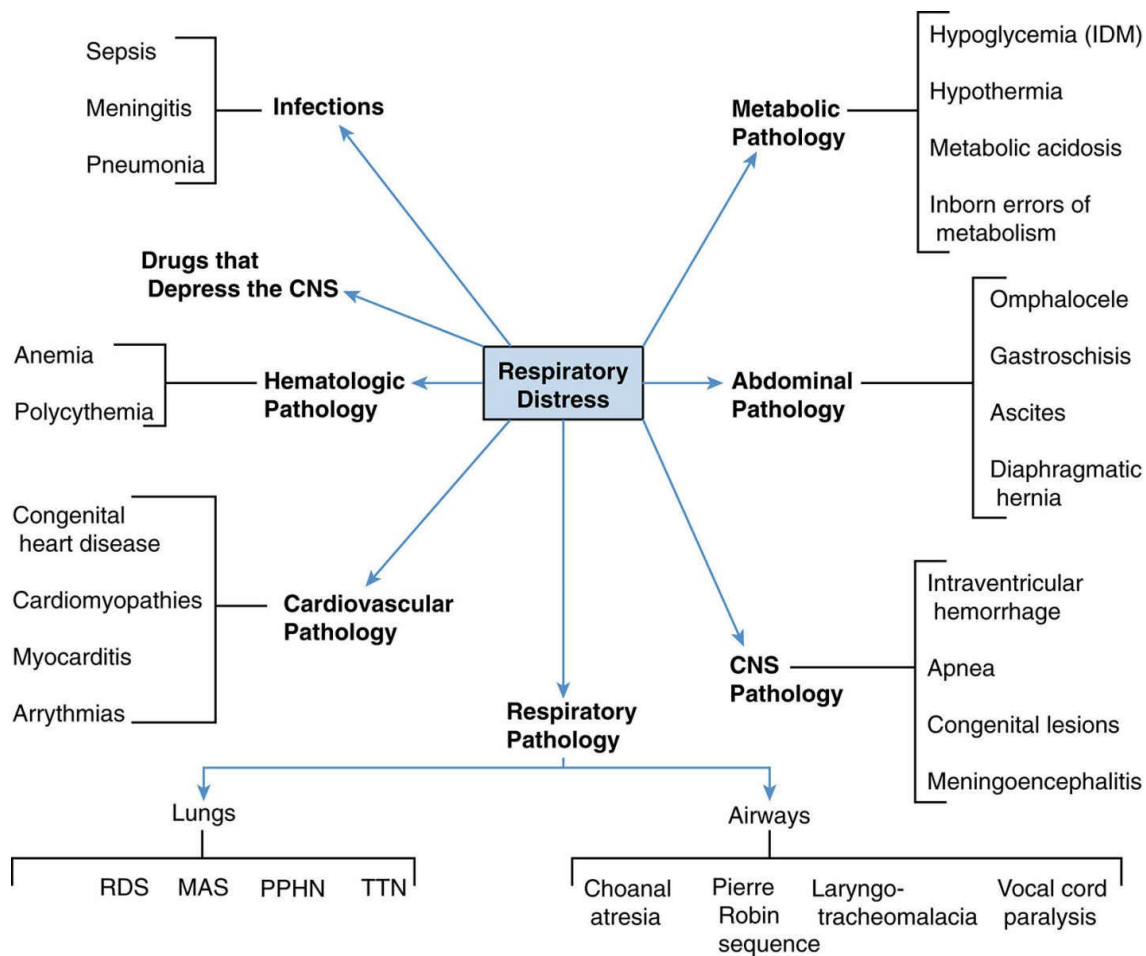 Sepsis
Meningitis
Pneumonia
Infections
Drugs that
Depress the CNS
Anemia
Polycythemia
Hematologic
Pathology
Congenital
heart disease
Cardiomyopathies
Myocarditis
Arrythmias
Cardiovascular
Pathology
Respiratory
Distress
Metabolic
Pathology
Hypoglycemia (IDM)
Hypothermia
Metabolic acidosis
Inborn errors of
metabolism
Abdominal
Pathology
Omphalocele
Gastroschisis
Ascites
Diaphragmatic
hernia
CNS
Pathology
Intraventricular
hemorrhage
Apnea
Congenital lesions
Meningoencephalitis
Respiratory
Pathology
Lungs
RDS MAS PPHN TTN
Airways
Choanal
atresia
Pierre
Robin
sequence
Laryngo-
tracheomalacia
Vocal cord
paralysis